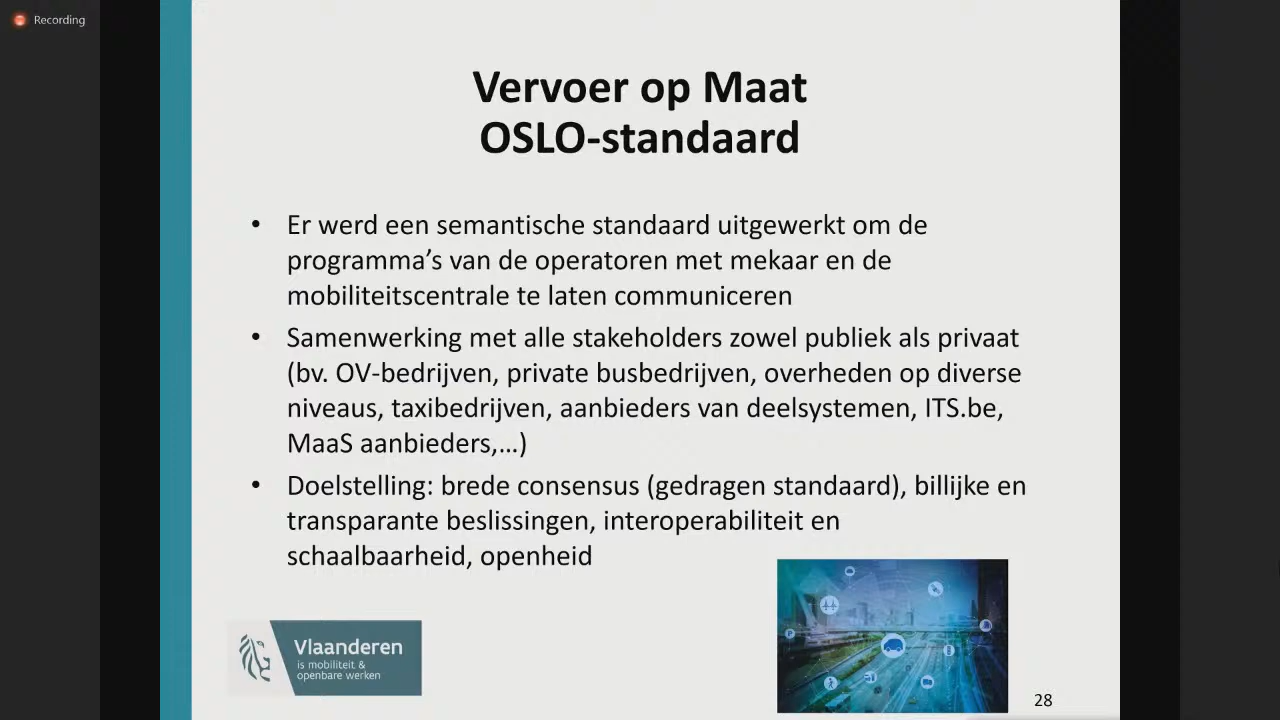 Recording
Vervoer op Maat
OSLO-standaard
• Er werd een semantische standaard uitgewerkt om de
programma’s van de operatoren met mekaar en de
mobiliteitscentrale te laten communiceren
• Samenwerking met alle stakeholders zowel publiek als privaat
(bv. OV-bedrijven, private busbedrijven, overheden op diverse
niveaus, taxibedrijven, aanbieders van deelsystemen, ITS.be,
MaaS aanbieders,…)
• Doelstelling: brede consensus (gedragen standaard), billijke en
transparante beslissingen, interoperabiliteit en
schaalbaarheid, openheid
Vlaanderen
is mobiliteit &
openbare werken
P
28